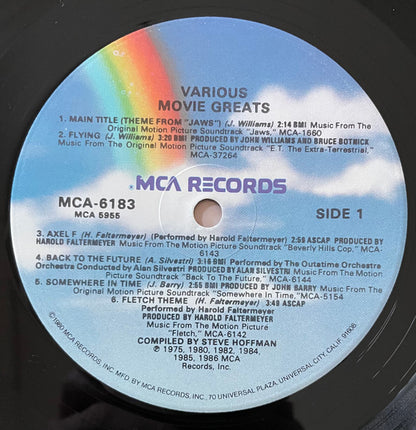 VARIOUS
MOVIE GREATS
1. MAIN TITLE (THEME FROM "JAWS") (J. Williams) 2:14 BMI Music From The
Original Motion Picture Soundtrack "Jaws," MCA-1660
2. FLYING (J. Williams) 3:20 BMI PRODUCED BY JOHN WILLIAMS AND BRUCE BOTNICK
Music From The Original Motion Picture Soundtrack "E.T. The Extra-Terrestrial,"
MCA-37264
MCA RECORDS
MCA-6183
MCA 5955
SIDE 1
3. AXEL F (H. Faltermeyer) (Performed by Harold Faltermeyer) 2:59 ASCAP PRODUCED BY
HAROLD FALTERMEYER Music From The Motion Picture Soundtrack "Beverly Hills Cop," MCA-
6143
4. BACK TO THE FUTURE (A. Silvestri) 3:16 BMI Performed by The Outatime Orchestra
Orchestra Conducted by Alan Silvestri PRODUCED BY ALAN SILVESTRI Music From The
Motion Picture Soundtrack "Back To The Future," MCA-6144
5. SOMEWHERE IN TIME (J. Barry) 2:55 BMI PRODUCED BY JOHN BARRY Music From The
Original Motion Picture Soundtrack "Somewhere In Time," MCA-5154
6. FLETCH THEME (H. Faltermeyer) 3:49 ASCAP
Performed by Harold Faltermeyer
PRODUCED BY HAROLD FALTERMEYER
Music From The Motion Picture
"Fletch," MCA-6142
COMPILED BY STEVE HOFFMAN
℗ 1975, 1980, 1982, 1984,
1985, 1986 MCA
Records, Inc.
©1980 MCA RECORDS, INC. MFD. BY MCA RECORDS, INC., 70 UNIVERSAL PLAZA, UNIVERSAL CITY, CALIF. 91608